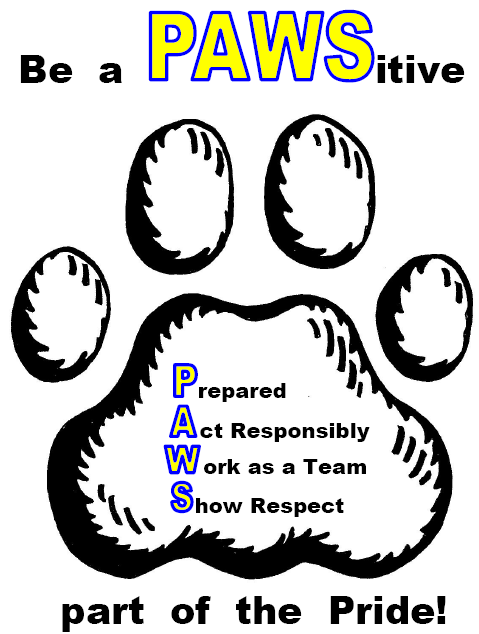 Be a PAWSitive
Prepared
Act Responsibly
Work as a Team
Show Respect
part of the Pride!